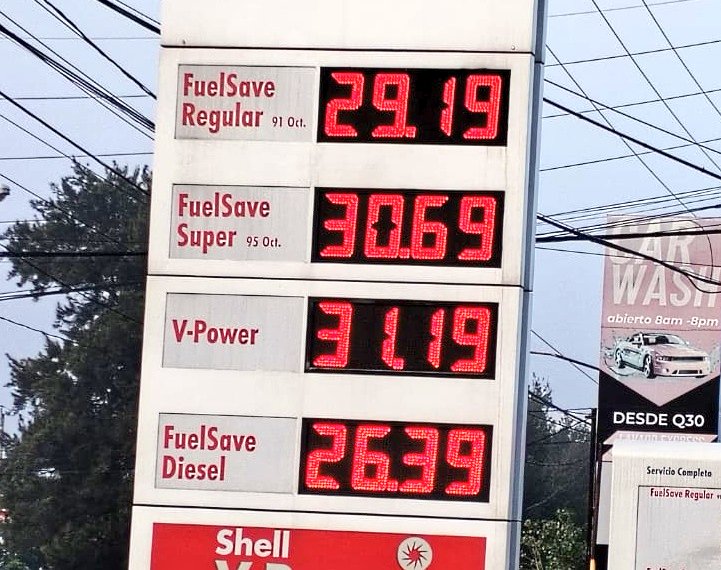 FuelSave
Regular 91 Oct.
29.19
FuelSave
Super 95 Oct.
30.69
V-Power
31.19
FuelSave
Diesel
26.39
Shell
CAR
WASH
abierto 8am -8pm
DESDE Q30
Servicio Completo
FuelSave Regular